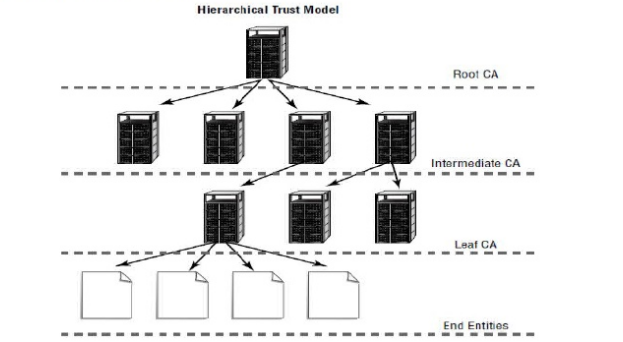 Hierarchical Trust Model
Root CA
Intermediate CA
Leaf CA
End Entities